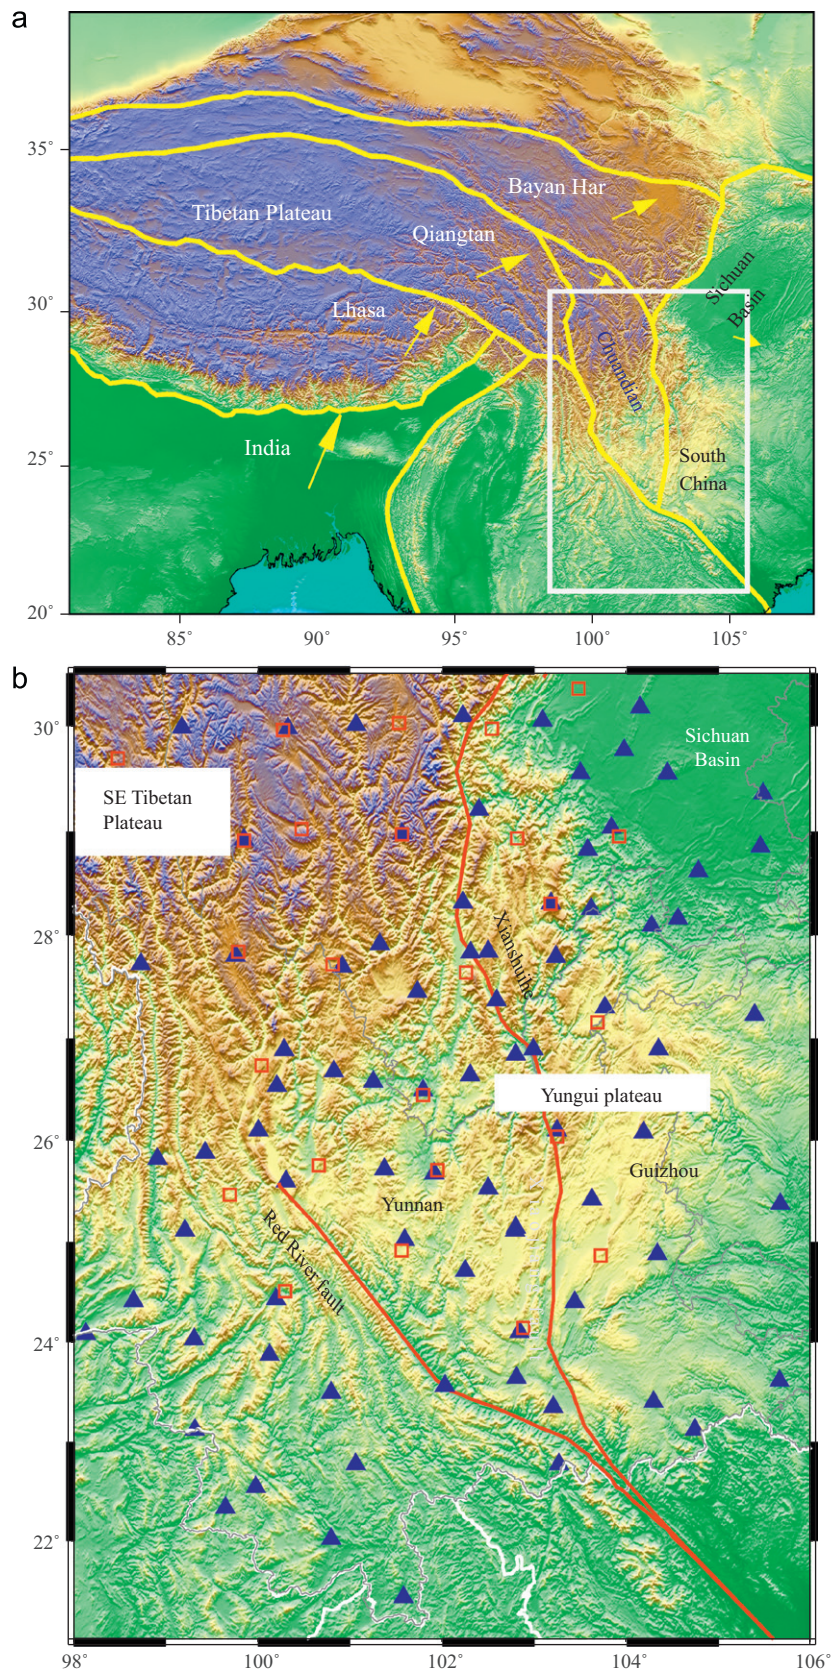 a
35°
30°
25°
20°
85°
90°
95°
100°
105°
Bayan Har
Tibetan Plateau
Qiangtan
Lhasa
Sichuan
Basin
Chuandian
India
South
China
b
30°
28°
26°
24°
22°
98°
100°
102°
104°
106°
Sichuan
Basin
SE Tibetan
Plateau
Xianshuihe
Yungui plateau
Guizhou
Yunnan
Red River fault